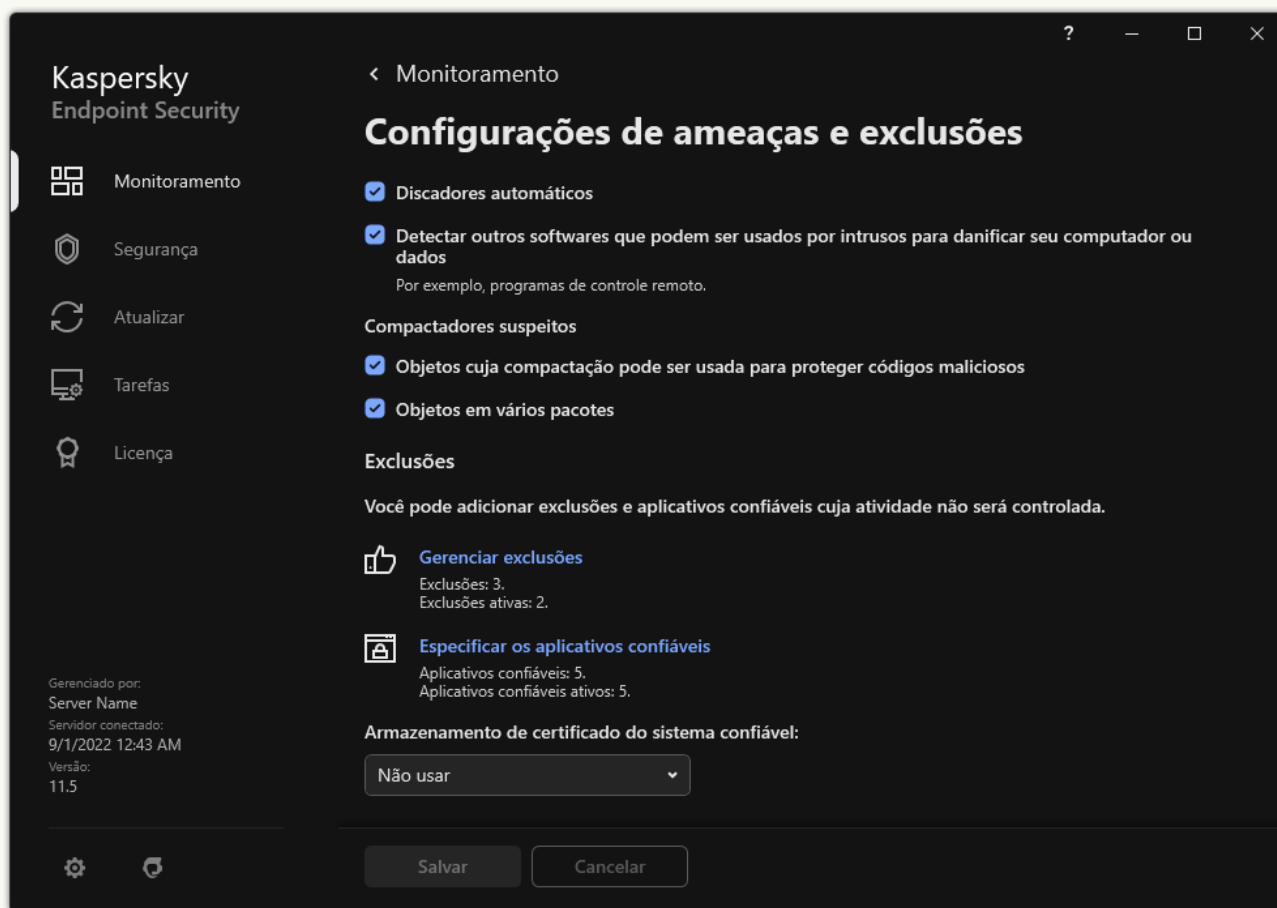 ?
Kaspersky
Endpoint Security
Monitoramento
Segurança
Atualizar
Tarefas
Licença
Gerenciado por:
Server Name
Servidor conectado:
9/1/2022 12:43 AM
Versão:
11.5
Monitoramento
Configurações de ameaças e exclusões
Discadores automáticos
Detectar outros softwares que podem ser usados por intrusos para danificar seu computador ou
dados
Por exemplo, programas de controle remoto.
Compactadores suspeitos
Objetos cuja compactação pode ser usada para proteger códigos maliciosos
Objetos em vários pacotes
Exclusões
Você pode adicionar exclusões e aplicativos confiáveis cuja atividade não será controlada.
Gerenciar exclusões
Exclusões: 3.
Exclusões ativas: 2.
Especificar os aplicativos confiáveis
Aplicativos confiáveis: 5.
Aplicativos confiáveis ativos: 5.
Armazenamento de certificado do sistema confiável:
Não usar
Salvar
Cancelar